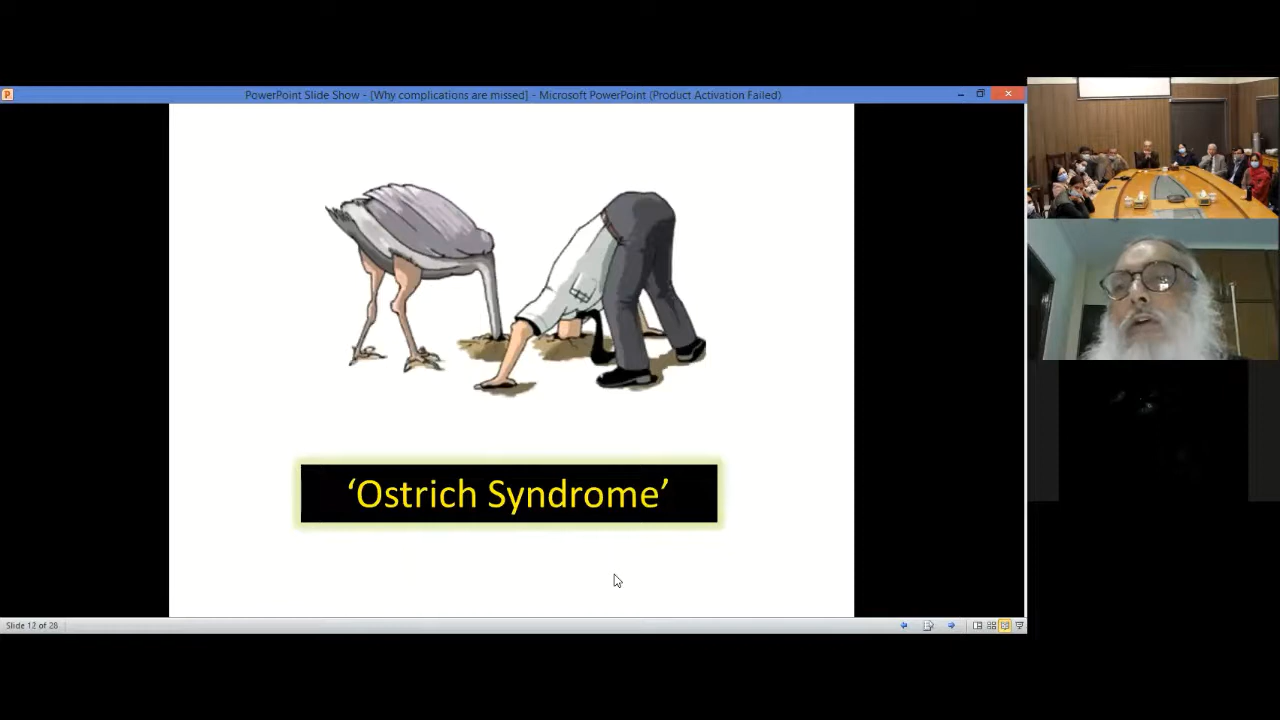 PowerPoint Slide Show - [Why complications are missed] - Microsoft PowerPoint (Product Activation Failed)
‘Ostrich Syndrome’
Slide 12 of 28